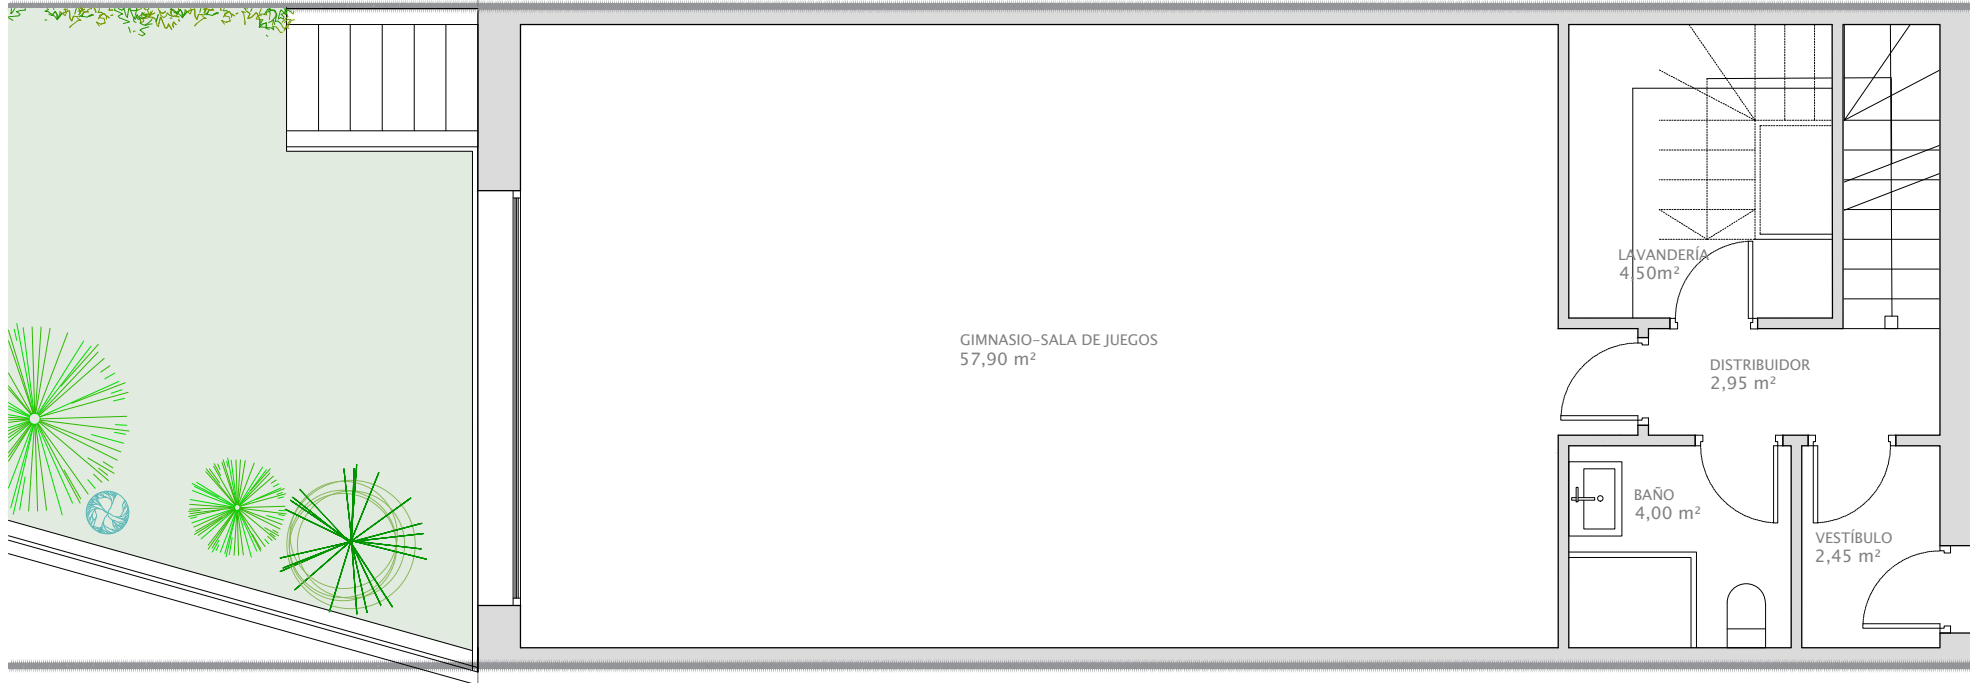 LAVANDERÍA
4,50m²
GIMNASIO-SALA DE JUEGOS
57,90 m²
DISTRIBUIDOR
2,95 m²
BAÑO
4,00 m²
VESTÍBULO
2,45 m²